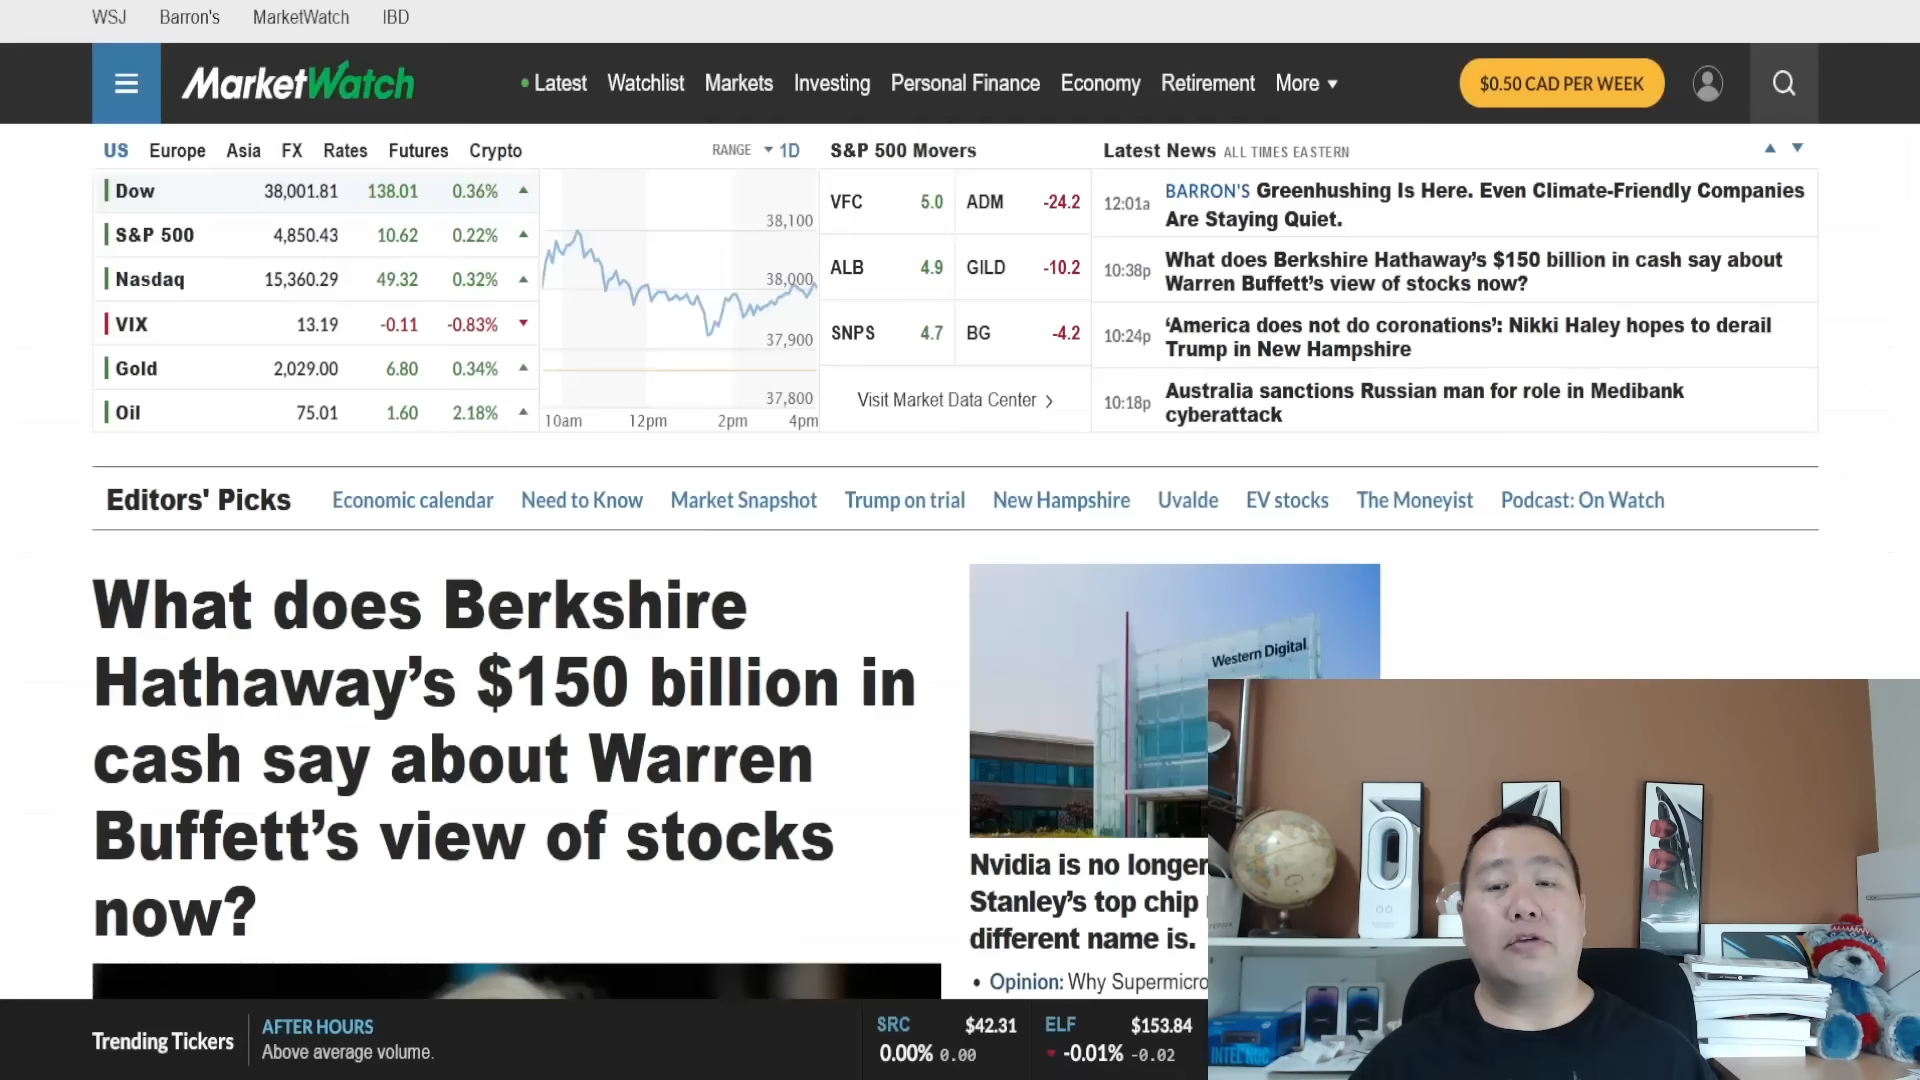 WSJ Barron's MarketWatch IBD
MarketWatch
Latest Watchlist Markets Investing Personal Finance Economy Retirement More
$0.50 CAD PER WEEK
US Europe Asia FX Rates Futures Crypto
RANGE 1D
Dow 38,001.81 138.01 0.36%
S&P 500 4,850.43 10.62 0.22%
Nasdaq 15,360.29 49.32 0.32%
VIX 13.19 -0.11 -0.83%
Gold 2,029.00 6.80 0.34%
Oil 75.01 1.60 2.18%
38,100
38,000
37,900
37,800
10am 12pm 2pm 4pm
S&P 500 Movers
VFC 5.0 ADM -24.2
ALB 4.9 GILD -10.2
SNPS 4.7 BG -4.2
Visit Market Data Center
Latest News ALL TIMES EASTERN
12:01a BARRON'S Greenhushing Is Here. Even Climate-Friendly Companies
Are Staying Quiet.
10:38p What does Berkshire Hathaway’s $150 billion in cash say about
Warren Buffett’s view of stocks now?
10:24p ‘America does not do coronations’: Nikki Haley hopes to derail
Trump in New Hampshire
10:18p Australia sanctions Russian man for role in Medibank
cyberattack
Editors' Picks Economic calendar Need to Know Market Snapshot Trump on trial New Hampshire Uvalde EV stocks The Moneyist Podcast: On Watch
What does Berkshire
Hathaway’s $150 billion in
cash say about Warren
Buffett’s view of stocks
now?
Western Digital
Nvidia is no longer
Stanley’s top chip
different name is.
• Opinion: Why Supermicro
INTEL NUC
Trending Tickers
AFTER HOURS
Above average volume.
SRC $42.31
0.00% 0.00
ELF $153.84
-0.01% -0.02